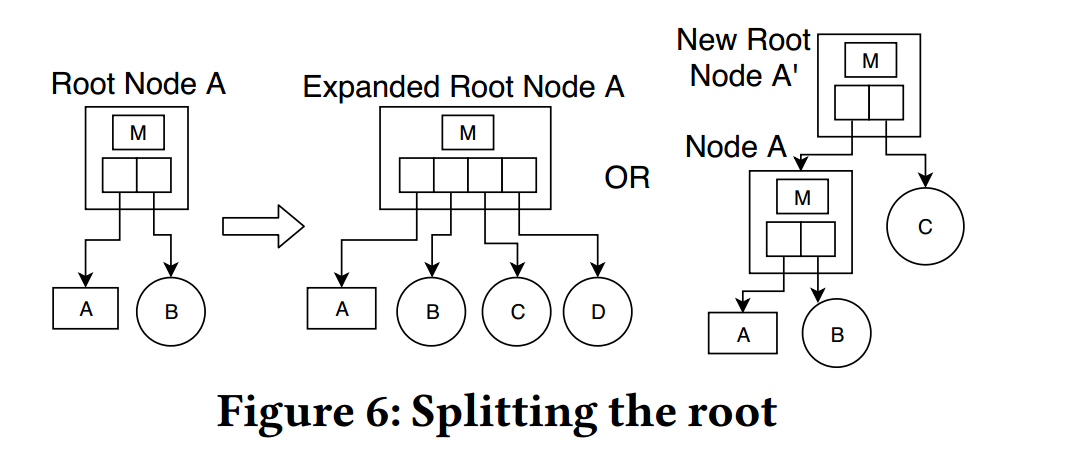 Root Node A
M
A
B
Expanded Root Node A
M
A
B
C
D
OR
New Root
Node A'
M
Node A
M
C
A
B
Figure 6: Splitting the root